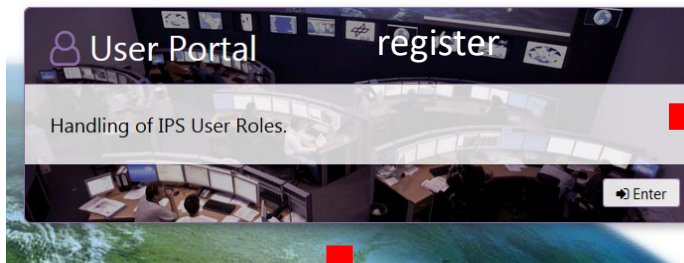 User Portal register
Handling of IPS User Roles.
Enter